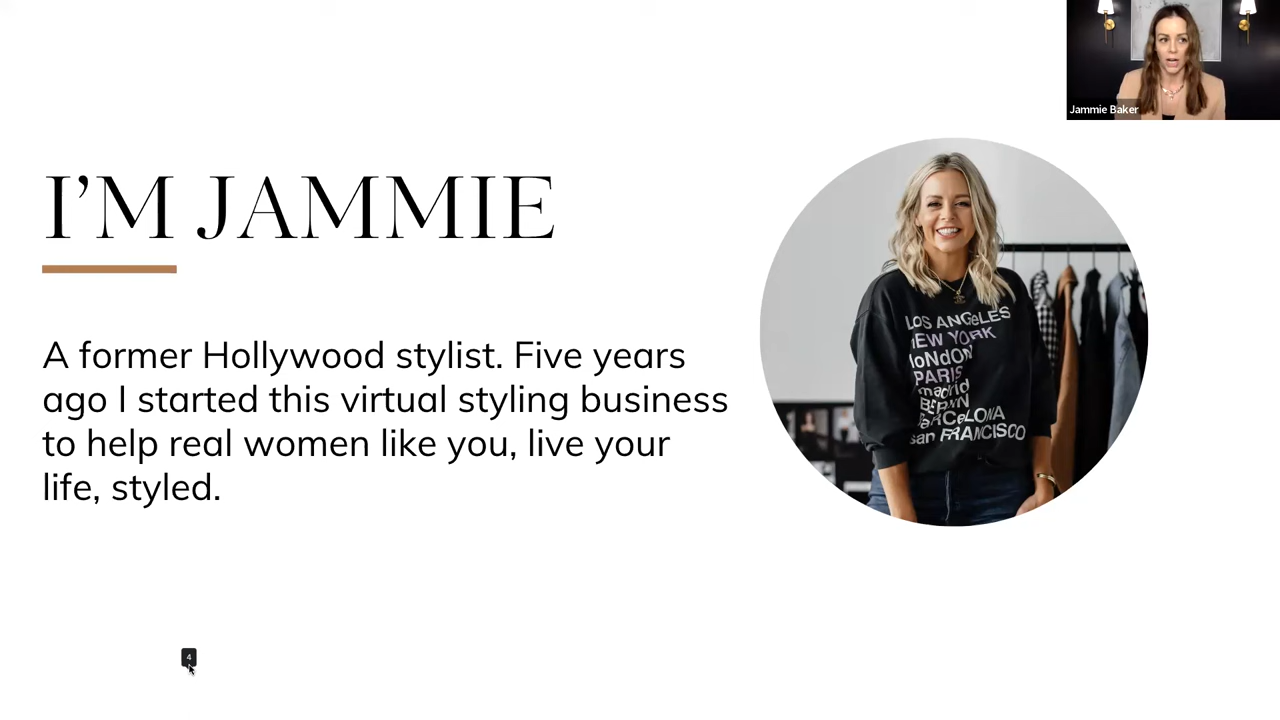 Jammie Baker
I'M JAMMIE
A former Hollywood stylist. Five years
ago I started this virtual styling business
to help real women like you, live your
life, styled.
LOS ANGeLES
NEW YORK
loNdON
PARIS
madrid
BERlIN
BaRCeLONA
san FRANCISCO
4